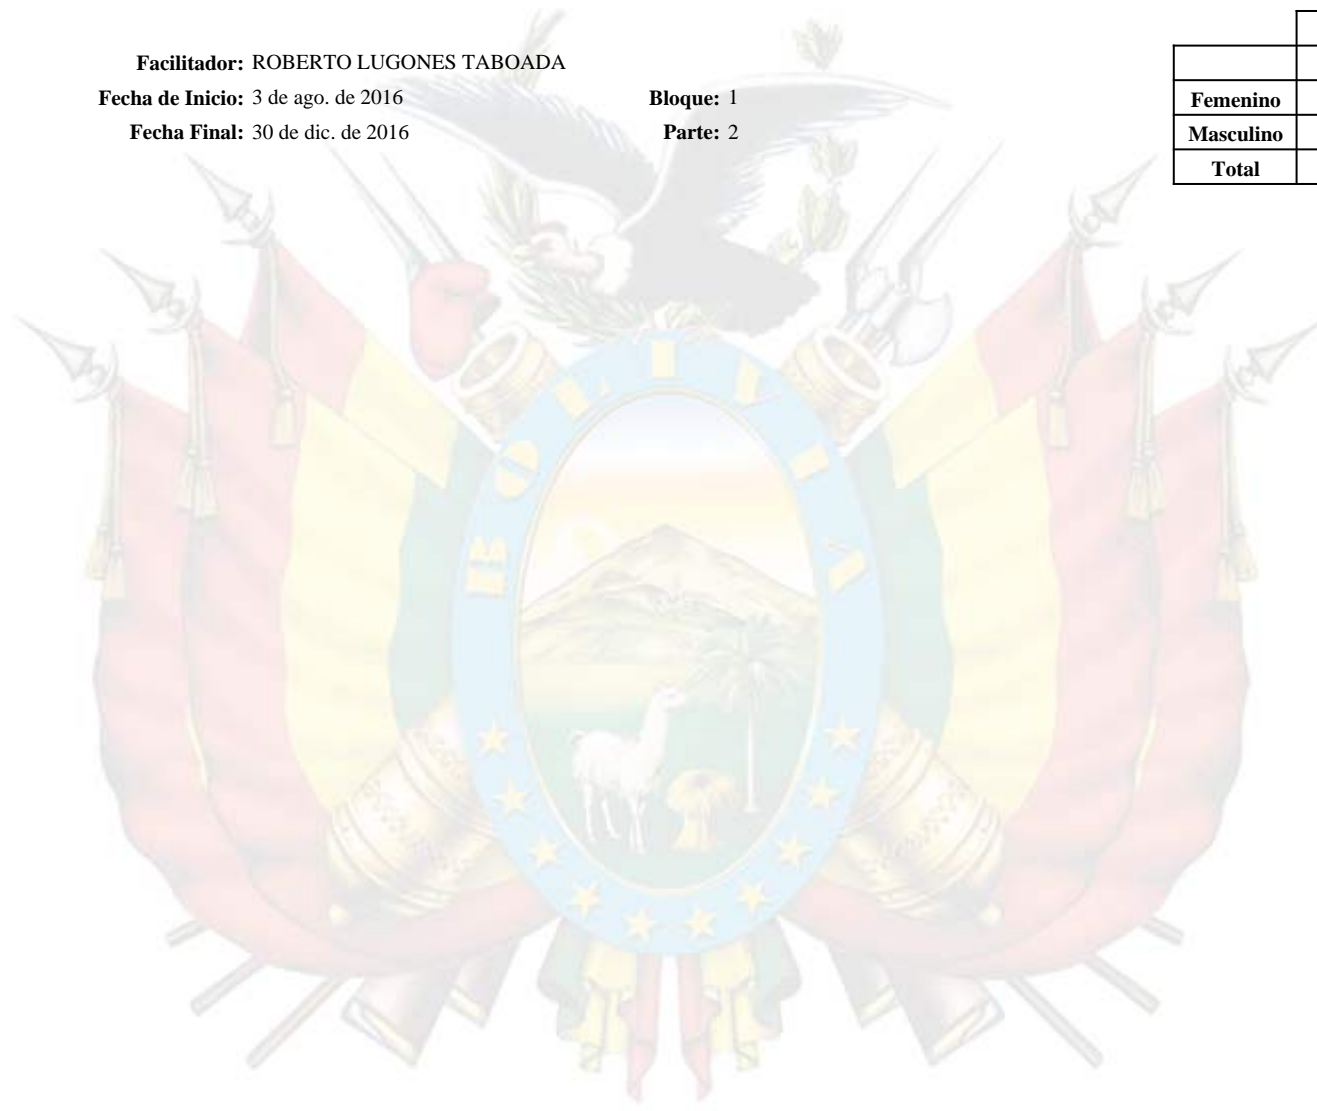 Facilitador: ROBERTO LUGONES TABOADA
Fecha de Inicio: 3 de ago. de 2016 Bloque: 1
Fecha Final: 30 de dic. de 2016 Parte: 2
Femenino
Masculino
Total
BOLIVIA